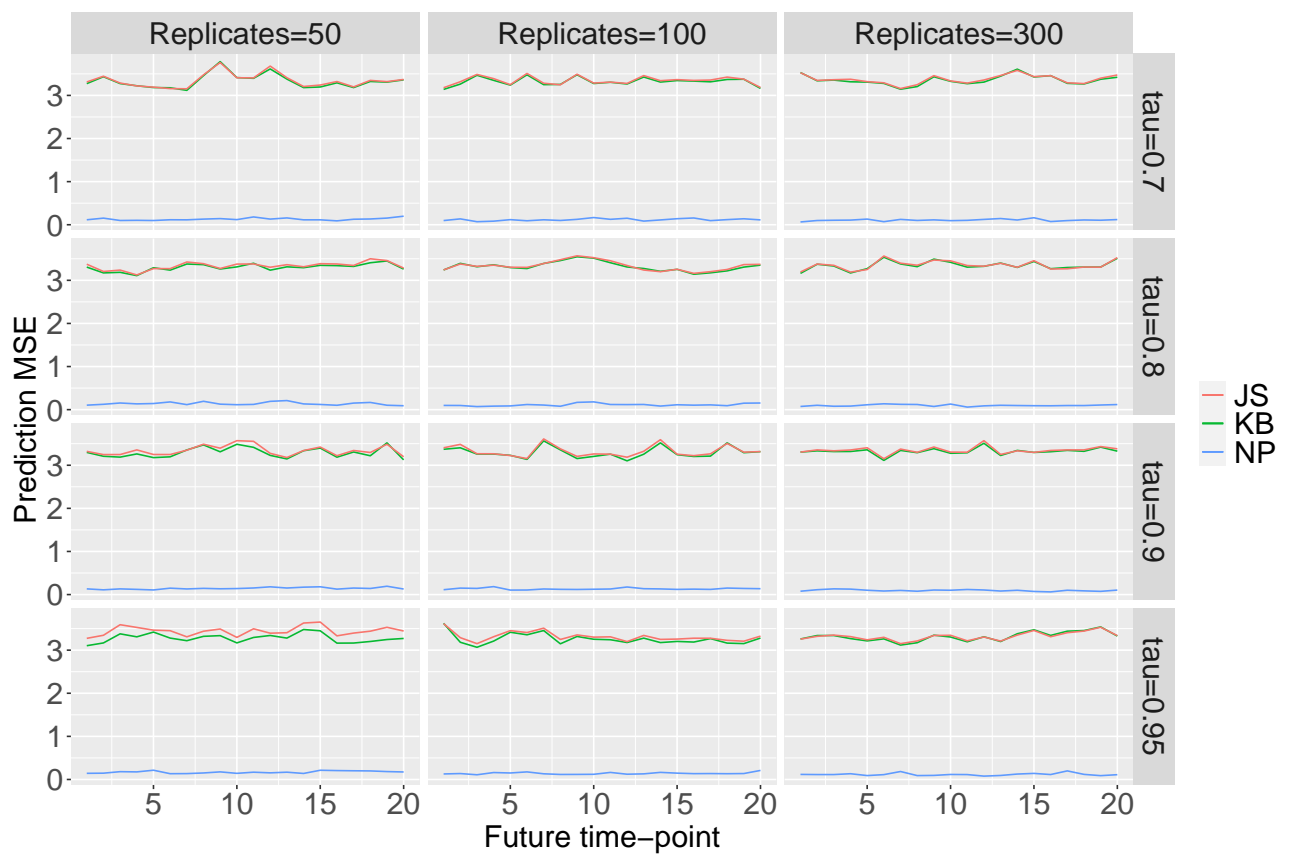 Replicates=50 Replicates=100 Replicates=300
Prediction MSE
3
2
1
0
tau=0.7
3
2
1
0
tau=0.8
3
2
1
0
tau=0.9
3
2
1
0
tau=0.95
5 10 15 20 5 10 15 20 5 10 15 20
Future time−point
JS
KB
NP